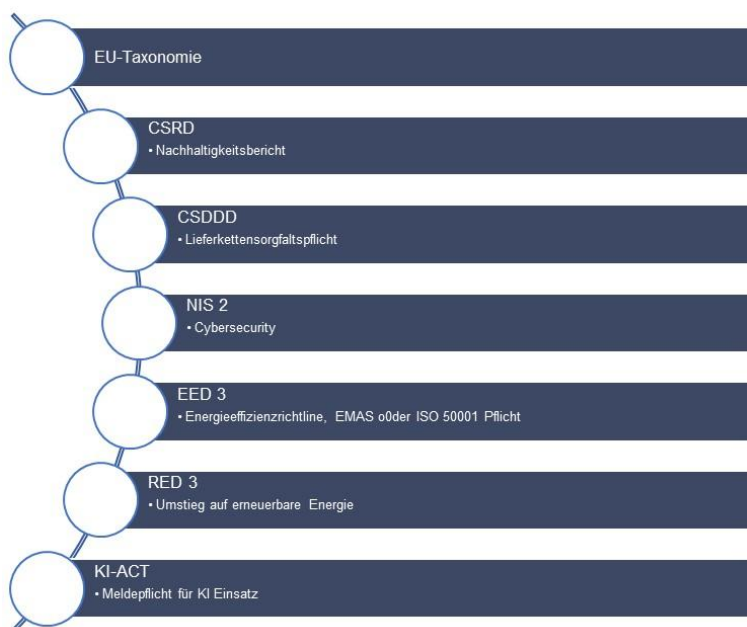 EU-Taxonomie
CSRD
• Nachhaltigkeitsbericht
CSDDD
• Lieferkettensorgfaltspflicht
NIS 2
• Cybersecurity
EED 3
• Energieeffizienzrichtline, EMAS o0der ISO 50001 Pflicht
RED 3
• Umstieg auf erneuerbare Energie
KI-ACT
• Meldepflicht für KI Einsatz